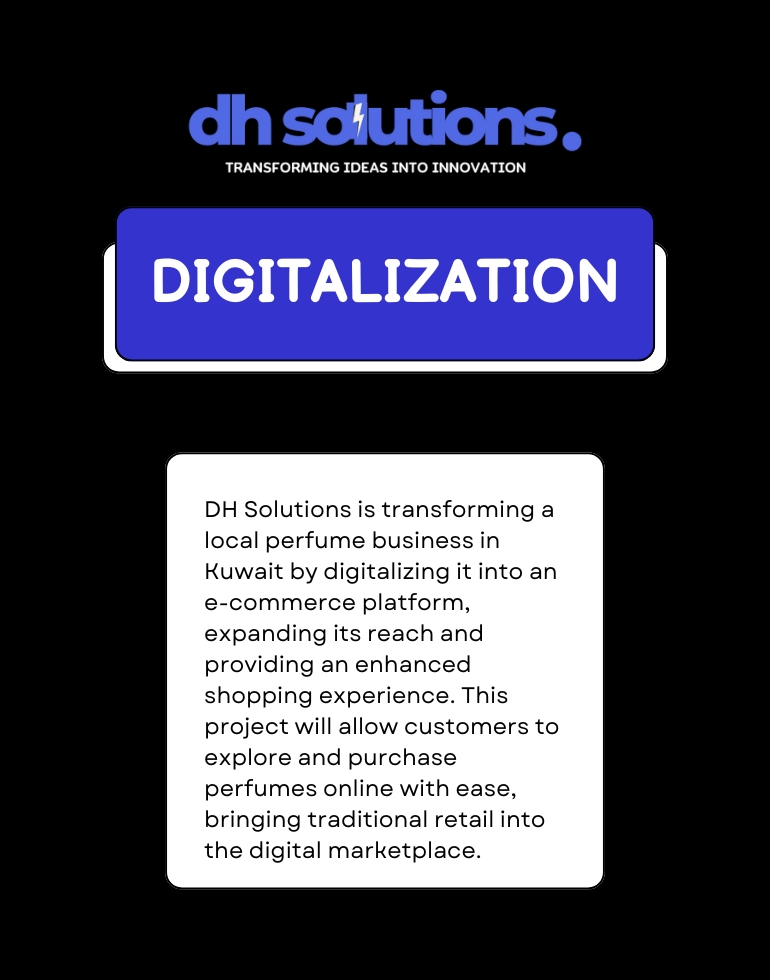 dh solutions.
TRANSFORMING IDEAS INTO INNOVATION
DIGITALIZATION
DH Solutions is transforming a
local perfume business in
Kuwait by digitalizing it into an
e-commerce platform,
expanding its reach and
providing an enhanced
shopping experience. This
project will allow customers to
explore and purchase
perfumes online with ease,
bringing traditional retail into
the digital marketplace.